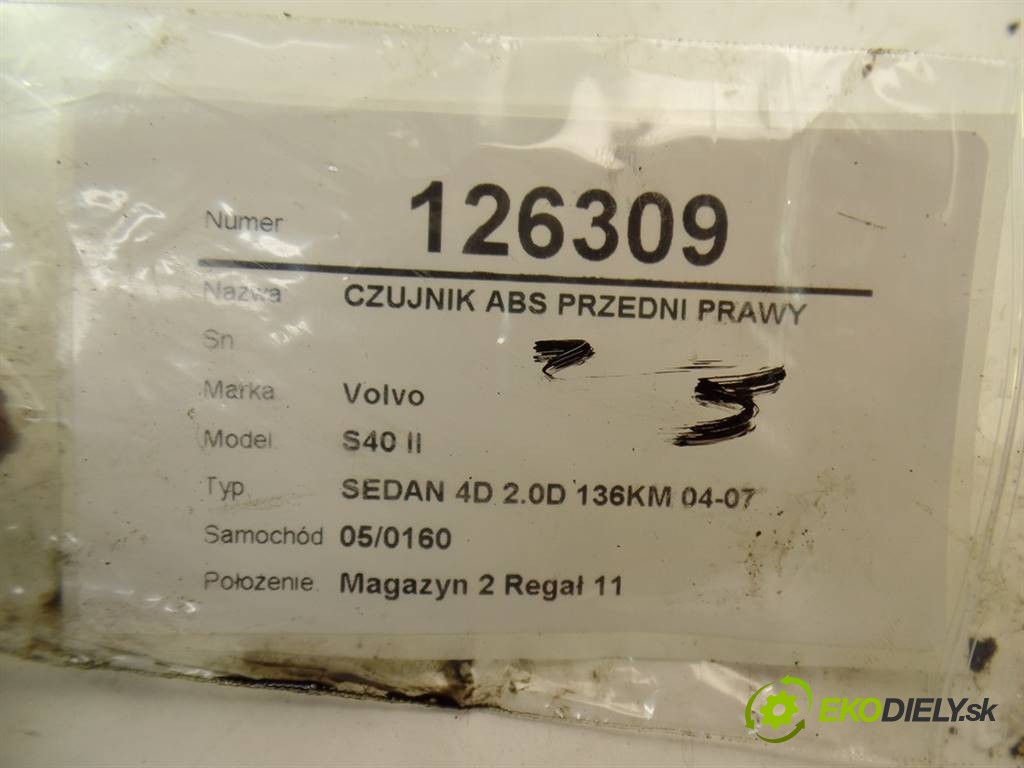 Numer 126309
Nazwa CZUJNIK ABS PRZEDNI PRAWY
Sn
Marka Volvo
Model S40 II
Typ SEDAN 4D 2.0D 136KM 04-07
Samochód 05/0160
Położenie Magazyn 2 Regał 11
EKODIELY.sk